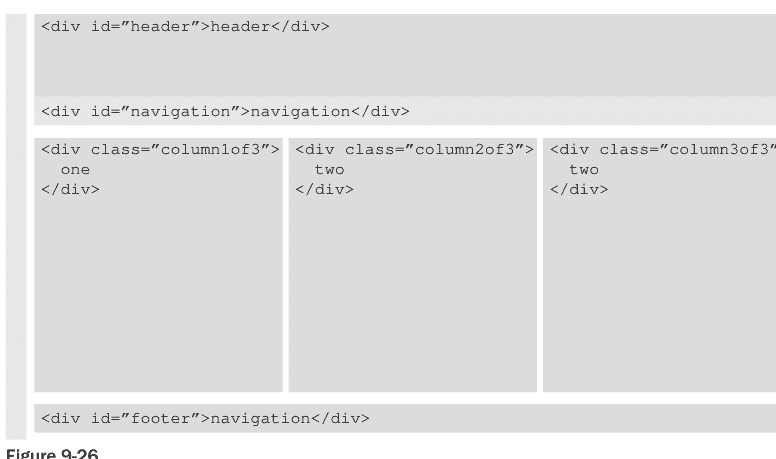 <div id=”header”>header</div>
<div id=”navigation”>navigation</div>
<div class=”column1of3”>
one
</div>
<div class=”column2of3”>
two
</div>
<div class=”column3of3”
two
</div>
<div id=”footer”>navigation</div>
Figure 9-26